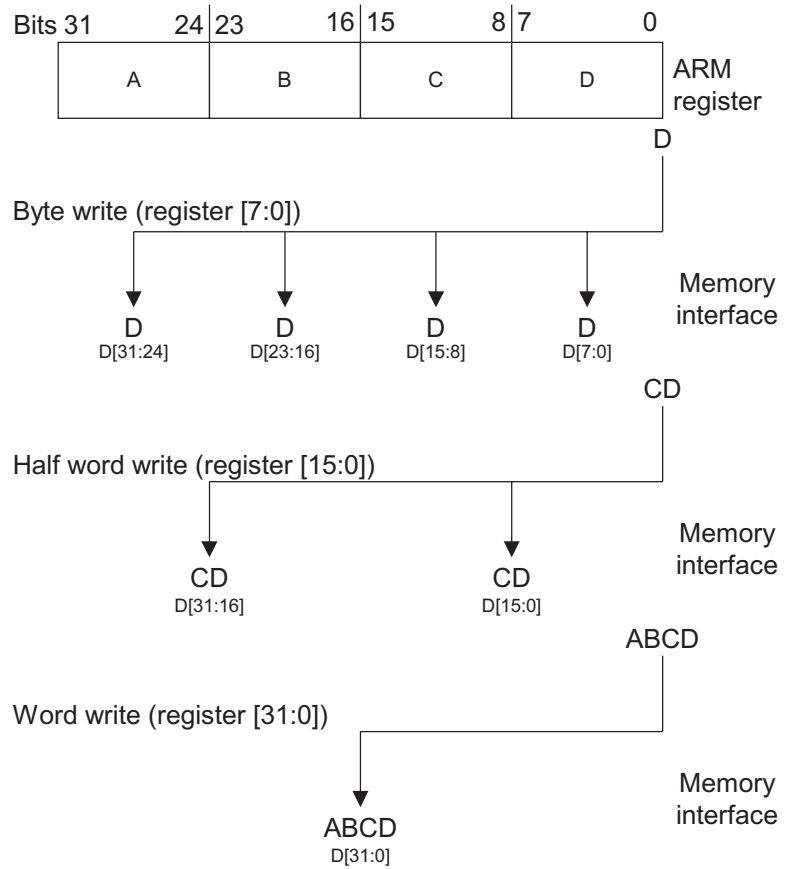 Bits 31 24 23 16 15 8 7 0
A B C D
ARM
register
D
Byte write (register [7:0])
Memory
interface
D D D D
D[31:24] D[23:16] D[15:8] D[7:0]
CD
Half word write (register [15:0])
Memory
interface
CD CD
D[31:16] D[15:0]
ABCD
Word write (register [31:0])
Memory
interface
ABCD
D[31:0]